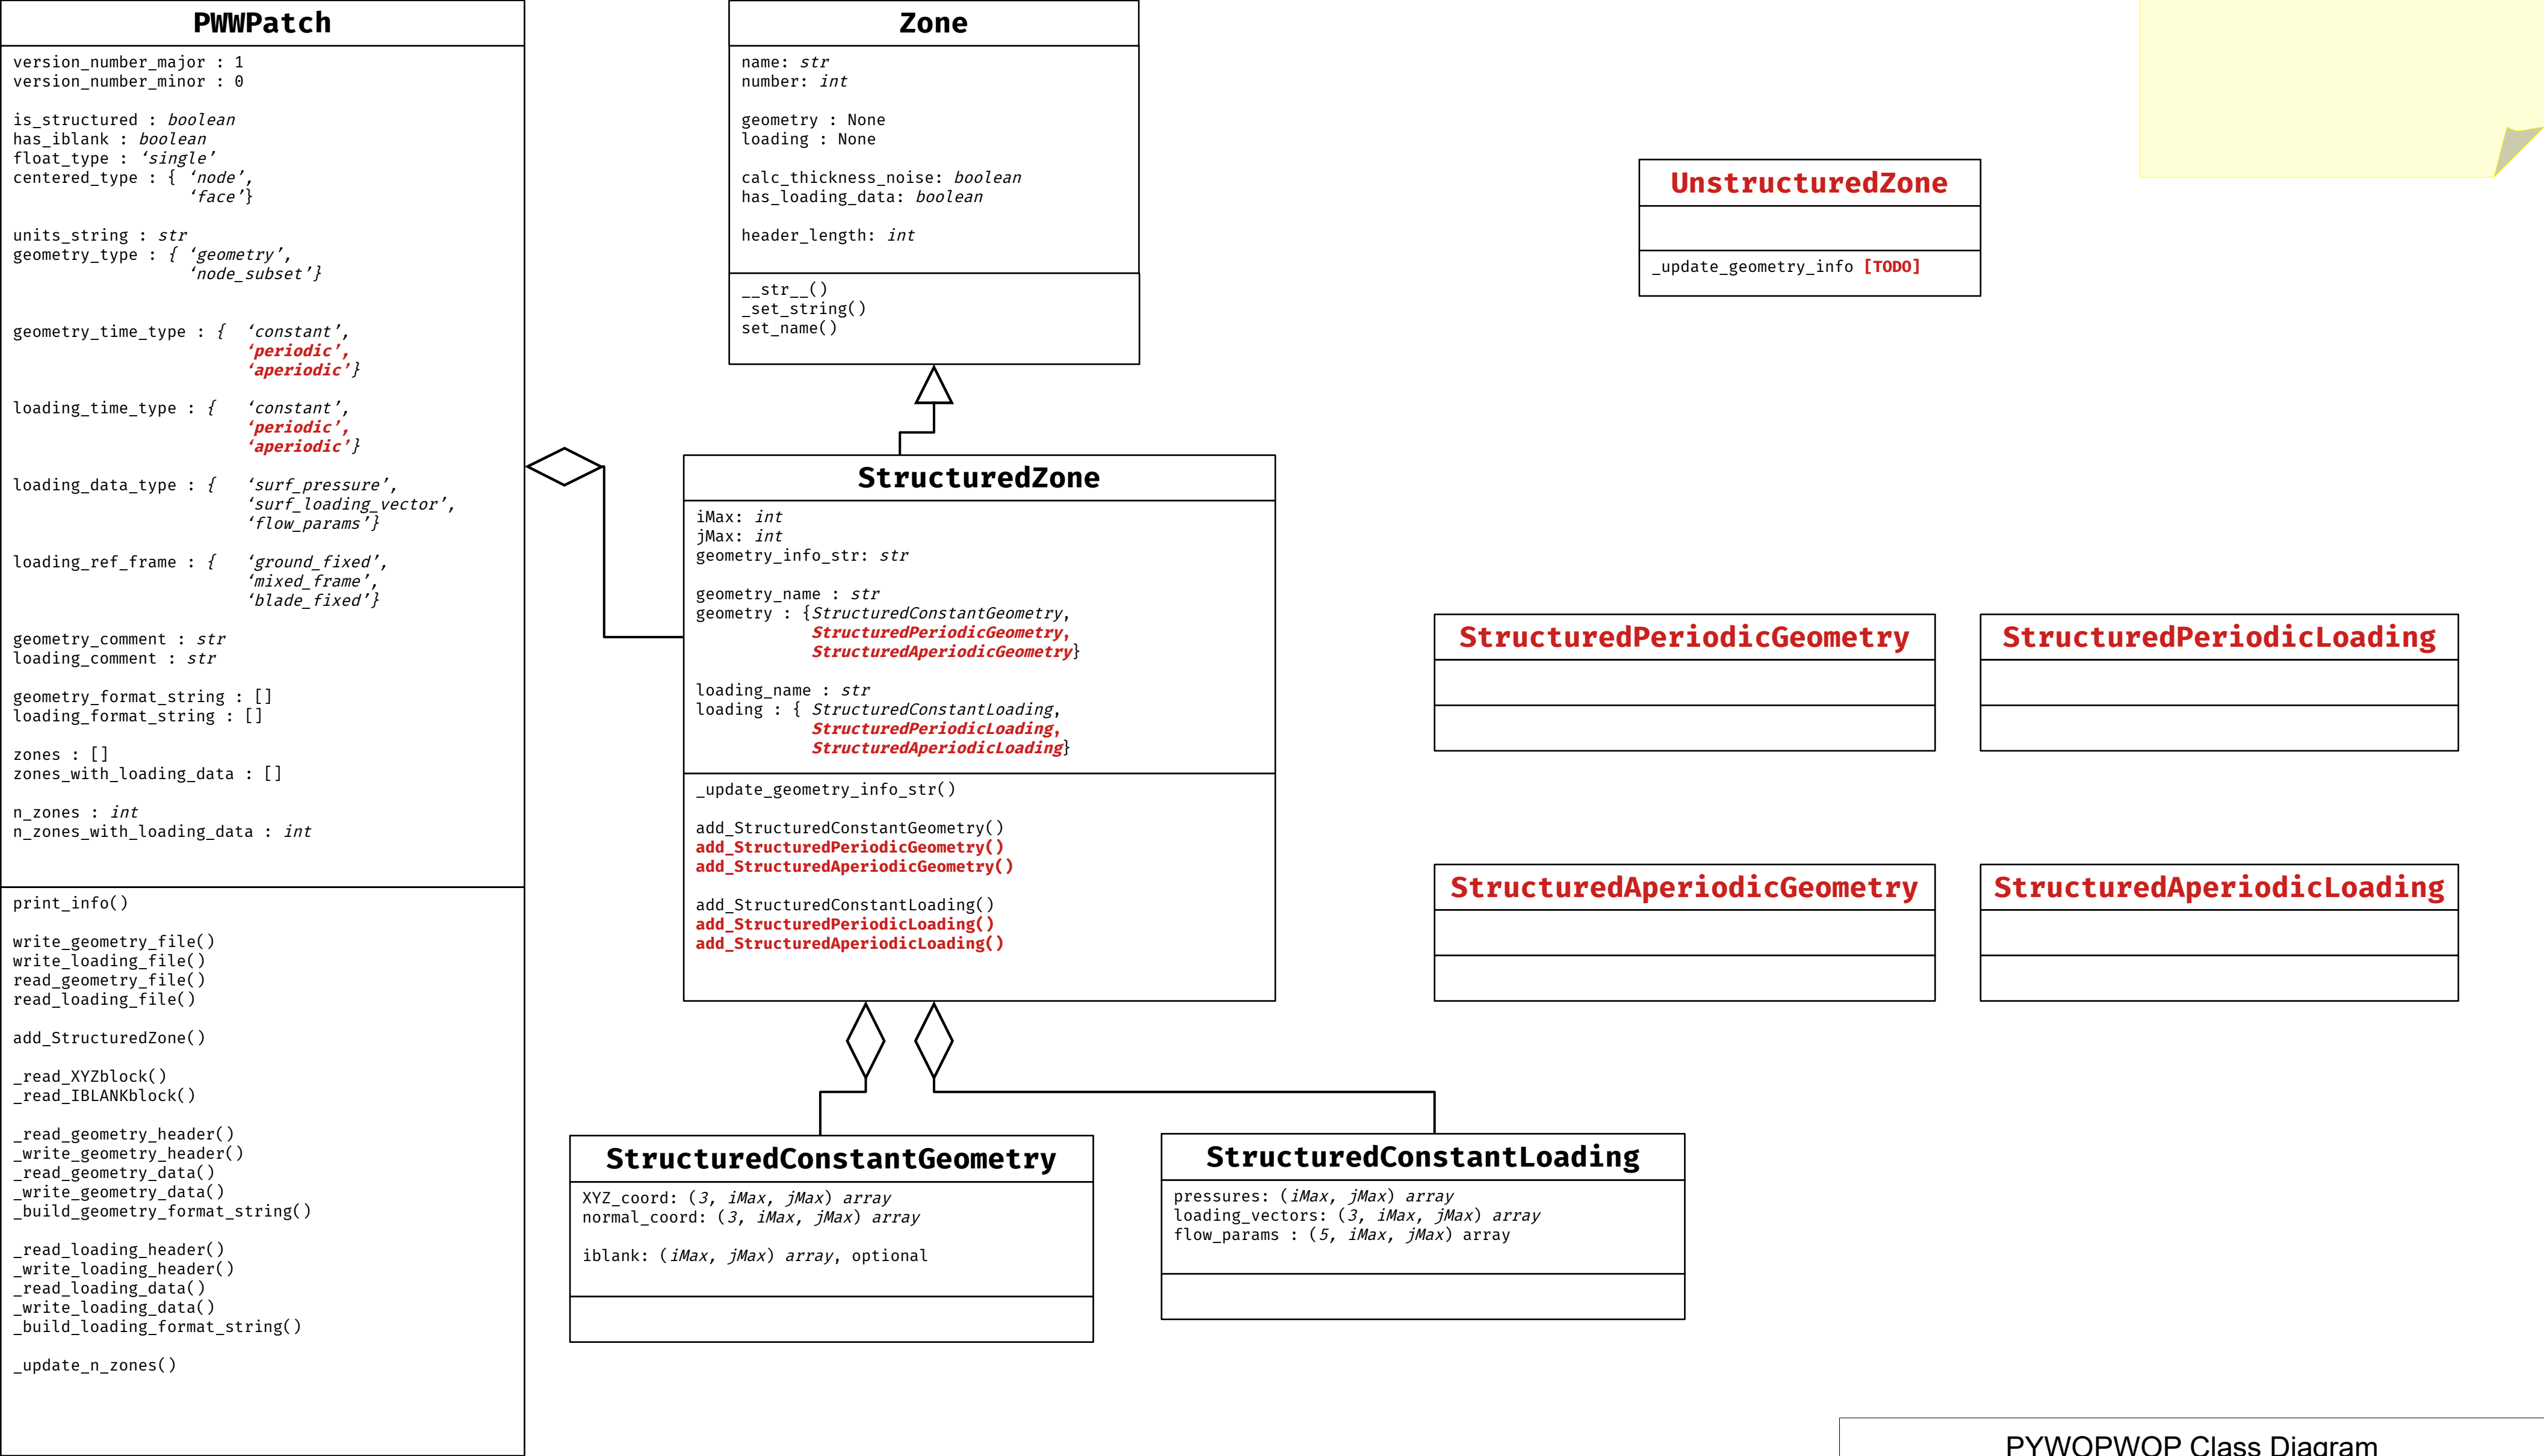 PWWPatch
version_number_major : 1
version_number_minor : 0
is_structured : boolean
has_iblank : boolean
float_type : ‘single’
centered_type : { ‘node’,
‘face’}
units_string : str
geometry_type : { ‘geometry’,
‘node_subset’}
geometry_time_type : { ‘constant’,
‘periodic’,
‘aperiodic’}
loading_time_type : { ‘constant’,
‘periodic’,
‘aperiodic’}
loading_data_type : { ‘surf_pressure’,
‘surf_loading_vector’,
‘flow_params’}
loading_ref_frame : { ‘ground_fixed’,
‘mixed_frame’,
‘blade_fixed’}
geometry_comment : str
loading_comment : str
geometry_format_string : []
loading_format_string : []
zones : []
zones_with_loading_data : []
n_zones : int
n_zones_with_loading_data : int
print_info()
write_geometry_file()
write_loading_file()
read_geometry_file()
read_loading_file()
add_StructuredZone()
_read_XYZblock()
_read_IBLANKblock()
_read_geometry_header()
_write_geometry_header()
_read_geometry_data()
_write_geometry_data()
_build_geometry_format_string()
_read_loading_header()
_write_loading_header()
_read_loading_data()
_write_loading_data()
_build_loading_format_string()
_update_n_zones()
Zone
name: str
number: int
geometry : None
loading : None
calc_thickness_noise: boolean
has_loading_data: boolean
header_length: int
__str__()
_set_string()
set_name()
UnstructuredZone
_update_geometry_info [TODO]
StructuredZone
iMax: int
jMax: int
geometry_info_str: str
geometry_name : str
geometry : {StructuredConstantGeometry,
StructuredPeriodicGeometry,
StructuredAperiodicGeometry}
loading_name : str
loading : { StructuredConstantLoading,
StructuredPeriodicLoading,
StructuredAperiodicLoading}
_update_geometry_info_str()
add_StructuredConstantGeometry()
add_StructuredPeriodicGeometry()
add_StructuredAperiodicGeometry()
add_StructuredConstantLoading()
add_StructuredPeriodicLoading()
add_StructuredAperiodicLoading()
StructuredPeriodicGeometry
StructuredPeriodicLoading
StructuredAperiodicGeometry
StructuredAperiodicLoading
StructuredConstantGeometry
XYZ_coord: (3, iMax, jMax) array
normal_coord: (3, iMax, jMax) array
iblank: (iMax, jMax) array, optional
StructuredConstantLoading
pressures: (iMax, jMax) array
loading_vectors: (3, iMax, jMax) array
flow_params : (5, iMax, jMax) array
PYWOPWOP Class Diagram